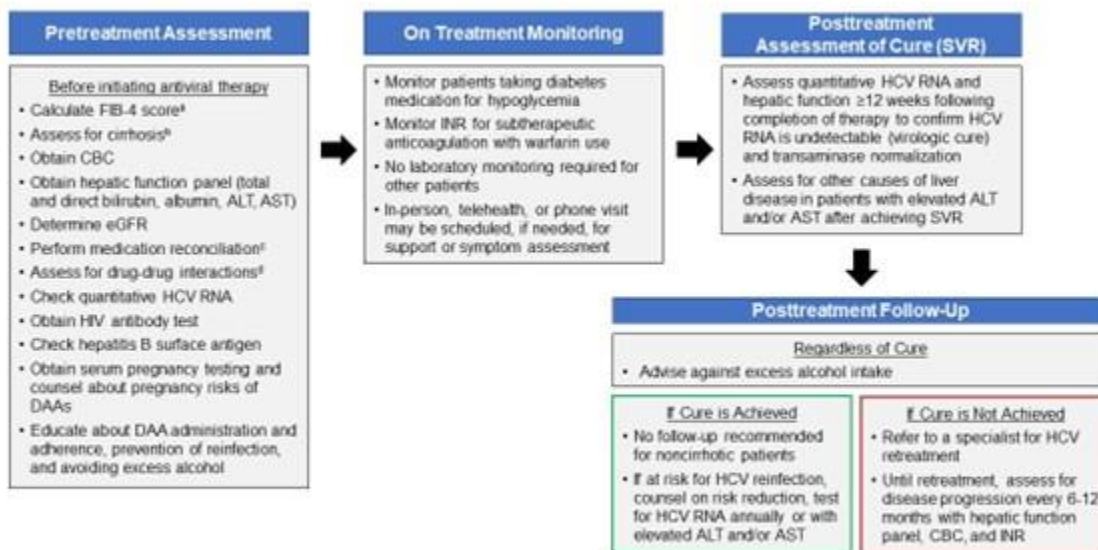 Pretreatment Assessment
Before initiating antiviral therapy
• Calculate FIB-4 scoreᵃ
• Assess for cirrhosisᵇ
• Obtain CBC
• Obtain hepatic function panel (total
and direct bilirubin, albumin, ALT, AST)
• Determine eGFR
• Perform medication reconciliationᶜ
• Assess for drug-drug interactionsᵈ
• Check quantitative HCV RNA
• Obtain HIV antibody test
• Check hepatitis B surface antigen
• Obtain serum pregnancy testing and
counsel about pregnancy risks of
DAAs
• Educate about DAA administration and
adherence, prevention of reinfection,
and avoiding excess alcohol
On Treatment Monitoring
• Monitor patients taking diabetes
medication for hypoglycemia
• Monitor INR for subtherapeutic
anticoagulation with warfarin use
• No laboratory monitoring required for
other patients
• In-person, telehealth, or phone visit
may be scheduled, if needed, for
support or symptom assessment
Posttreatment
Assessment of Cure (SVR)
• Assess quantitative HCV RNA and
hepatic function ≥12 weeks following
completion of therapy to confirm HCV
RNA is undetectable (virologic cure)
and transaminase normalization
• Assess for other causes of liver
disease in patients with elevated ALT
and/or AST after achieving SVR
Posttreatment Follow-Up
Regardless of Cure
• Advise against excess alcohol intake
If Cure is Achieved
• No follow-up recommended
for noncirrhotic patients
• If at risk for HCV reinfection,
counsel on risk reduction, test
for HCV RNA annually or with
elevated ALT and/or AST
If Cure is Not Achieved
• Refer to a specialist for HCV
retreatment
• Until retreatment, assess for
disease progression every 6-12
months with hepatic function
panel, CBC, and INR